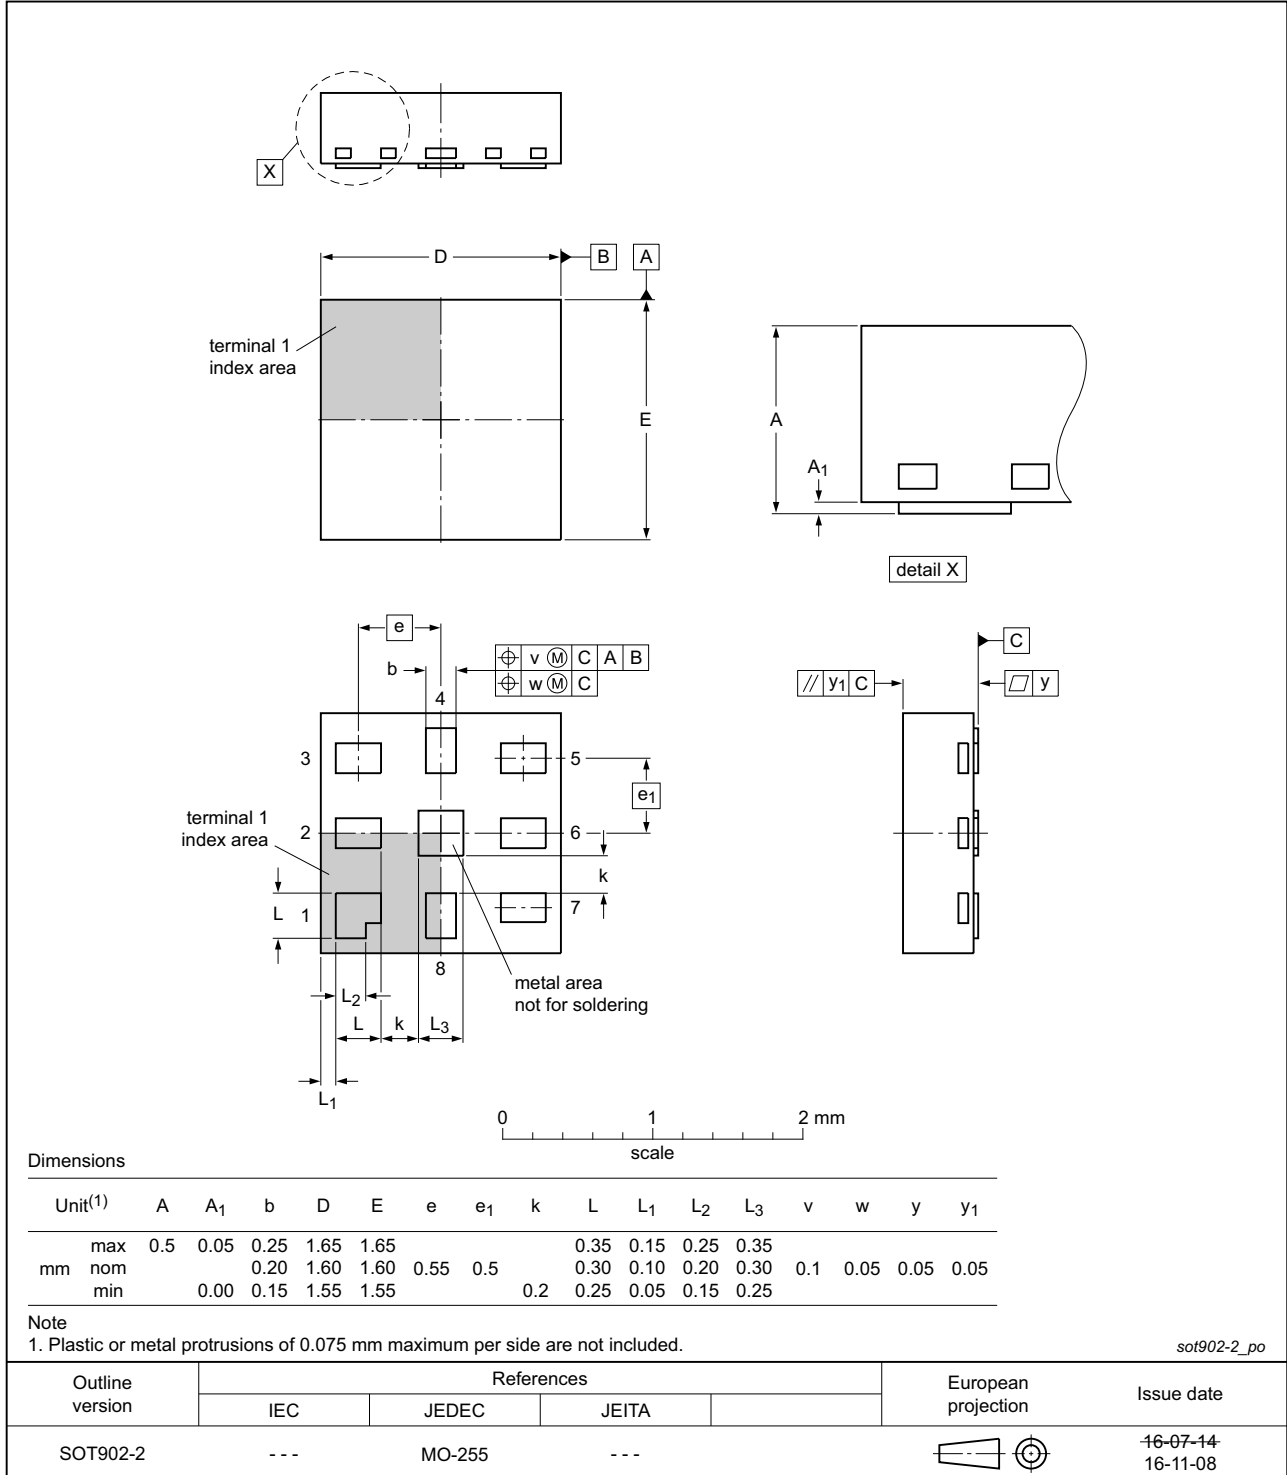 X
D
B
A
terminal 1
index area
E
A
A1
detail X
e
b
v M C A B
w M C
4
3
5
e1
terminal 1
index area
2
6
k
L
1
7
8
metal area
not for soldering
L2
L
k
L3
L1
C
// y1 C
y
0 1 2 mm
scale
Dimensions
Unit(1) A A1 b D E e e1 k L L1 L2 L3 v w y y1
max 0.5 0.05 0.25 1.65 1.65 0.35 0.15 0.25 0.35
mm nom 0.20 1.60 1.60 0.55 0.5 0.30 0.10 0.20 0.30 0.1 0.05 0.05 0.05
min 0.00 0.15 1.55 1.55 0.2 0.25 0.05 0.15 0.25
Note
1. Plastic or metal protrusions of 0.075 mm maximum per side are not included.
sot902-2_po
Outline
version
References
IEC JEDEC JEITA
European
projection
Issue date
SOT902-2 - - - MO-255 - - -
16-07-14
16-11-08